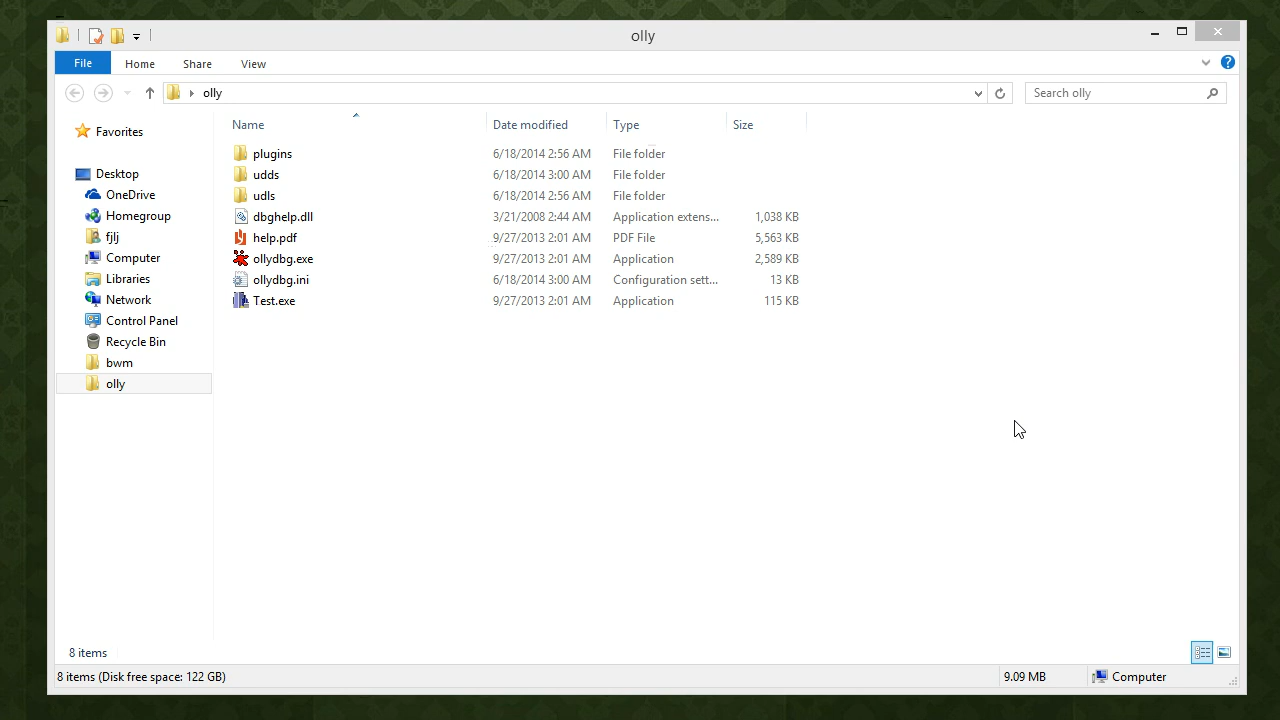 olly
File Home Share View
olly
Search olly
Favorites
Desktop
OneDrive
Homegroup
fjlj
Computer
Libraries
Network
Control Panel
Recycle Bin
bwm
olly
Name Date modified Type Size
plugins 6/18/2014 2:56 AM File folder
udds 6/18/2014 3:00 AM File folder
udls 6/18/2014 2:56 AM File folder
dbghelp.dll 3/21/2008 2:44 AM Application extens... 1,038 KB
help.pdf 9/27/2013 2:01 AM PDF File 5,563 KB
ollydbg.exe 9/27/2013 2:01 AM Application 2,589 KB
ollydbg.ini 6/18/2014 3:00 AM Configuration sett... 13 KB
Test.exe 9/27/2013 2:01 AM Application 115 KB
8 items
8 items (Disk free space: 122 GB) 9.09 MB Computer